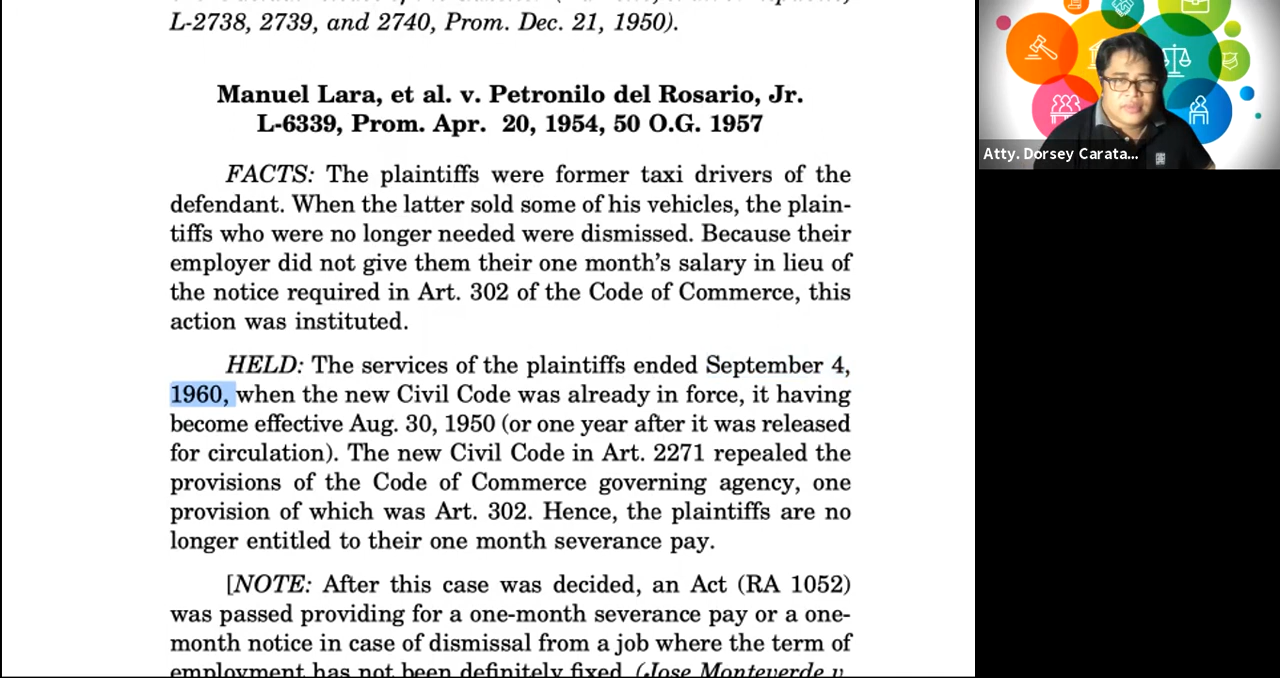 L-2738, 2739, and 2740, Prom. Dec. 21, 1950).
Manuel Lara, et al. v. Petronilo del Rosario, Jr.
L-6339, Prom. Apr. 20, 1954, 50 O.G. 1957
FACTS: The plaintiffs were former taxi drivers of the
defendant. When the latter sold some of his vehicles, the plain-
tiffs who were no longer needed were dismissed. Because their
employer did not give them their one month's salary in lieu of
the notice required in Art. 302 of the Code of Commerce, this
action was instituted.
HELD: The services of the plaintiffs ended September 4,
1960, when the new Civil Code was already in force, it having
become effective Aug. 30, 1950 (or one year after it was released
for circulation). The new Civil Code in Art. 2271 repealed the
provisions of the Code of Commerce governing agency, one
provision of which was Art. 302. Hence, the plaintiffs are no
longer entitled to their one month severance pay.
[NOTE: After this case was decided, an Act (RA 1052)
was passed providing for a one-month severance pay or a one-
month notice in case of dismissal from a job where the term of
employment has not been definitely fixed. (Jose Monteverde v.
Atty. Dorsey Carata...